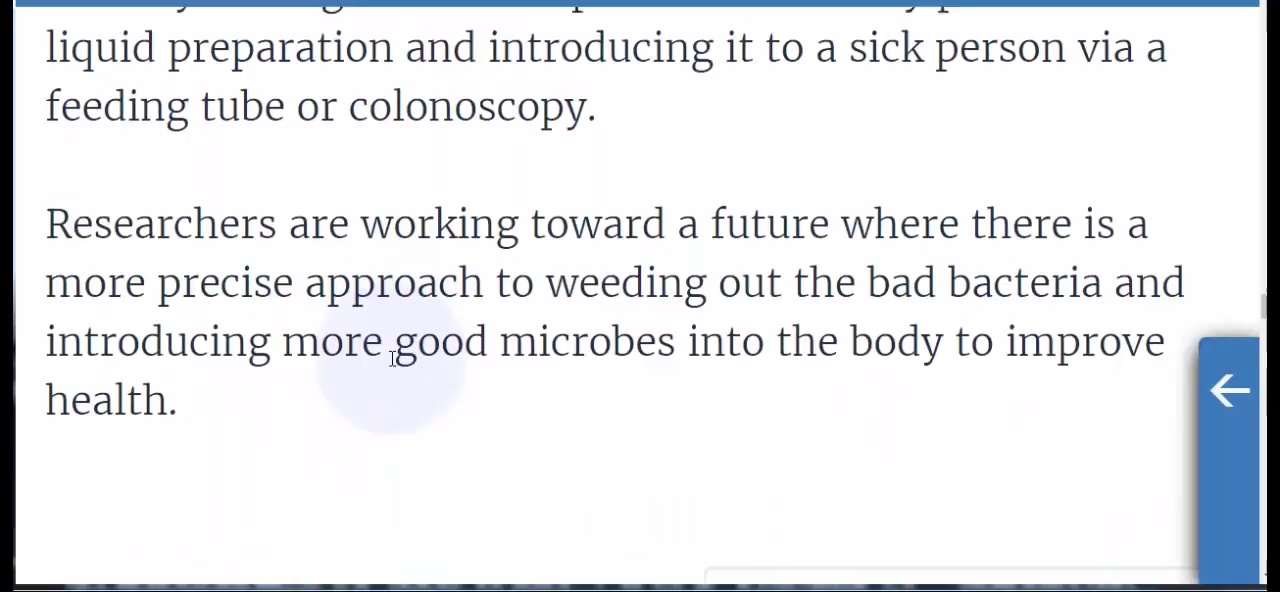 liquid preparation and introducing it to a sick person via a
feeding tube or colonoscopy.
Researchers are working toward a future where there is a
more precise approach to weeding out the bad bacteria and
introducing more good microbes into the body to improve
health.